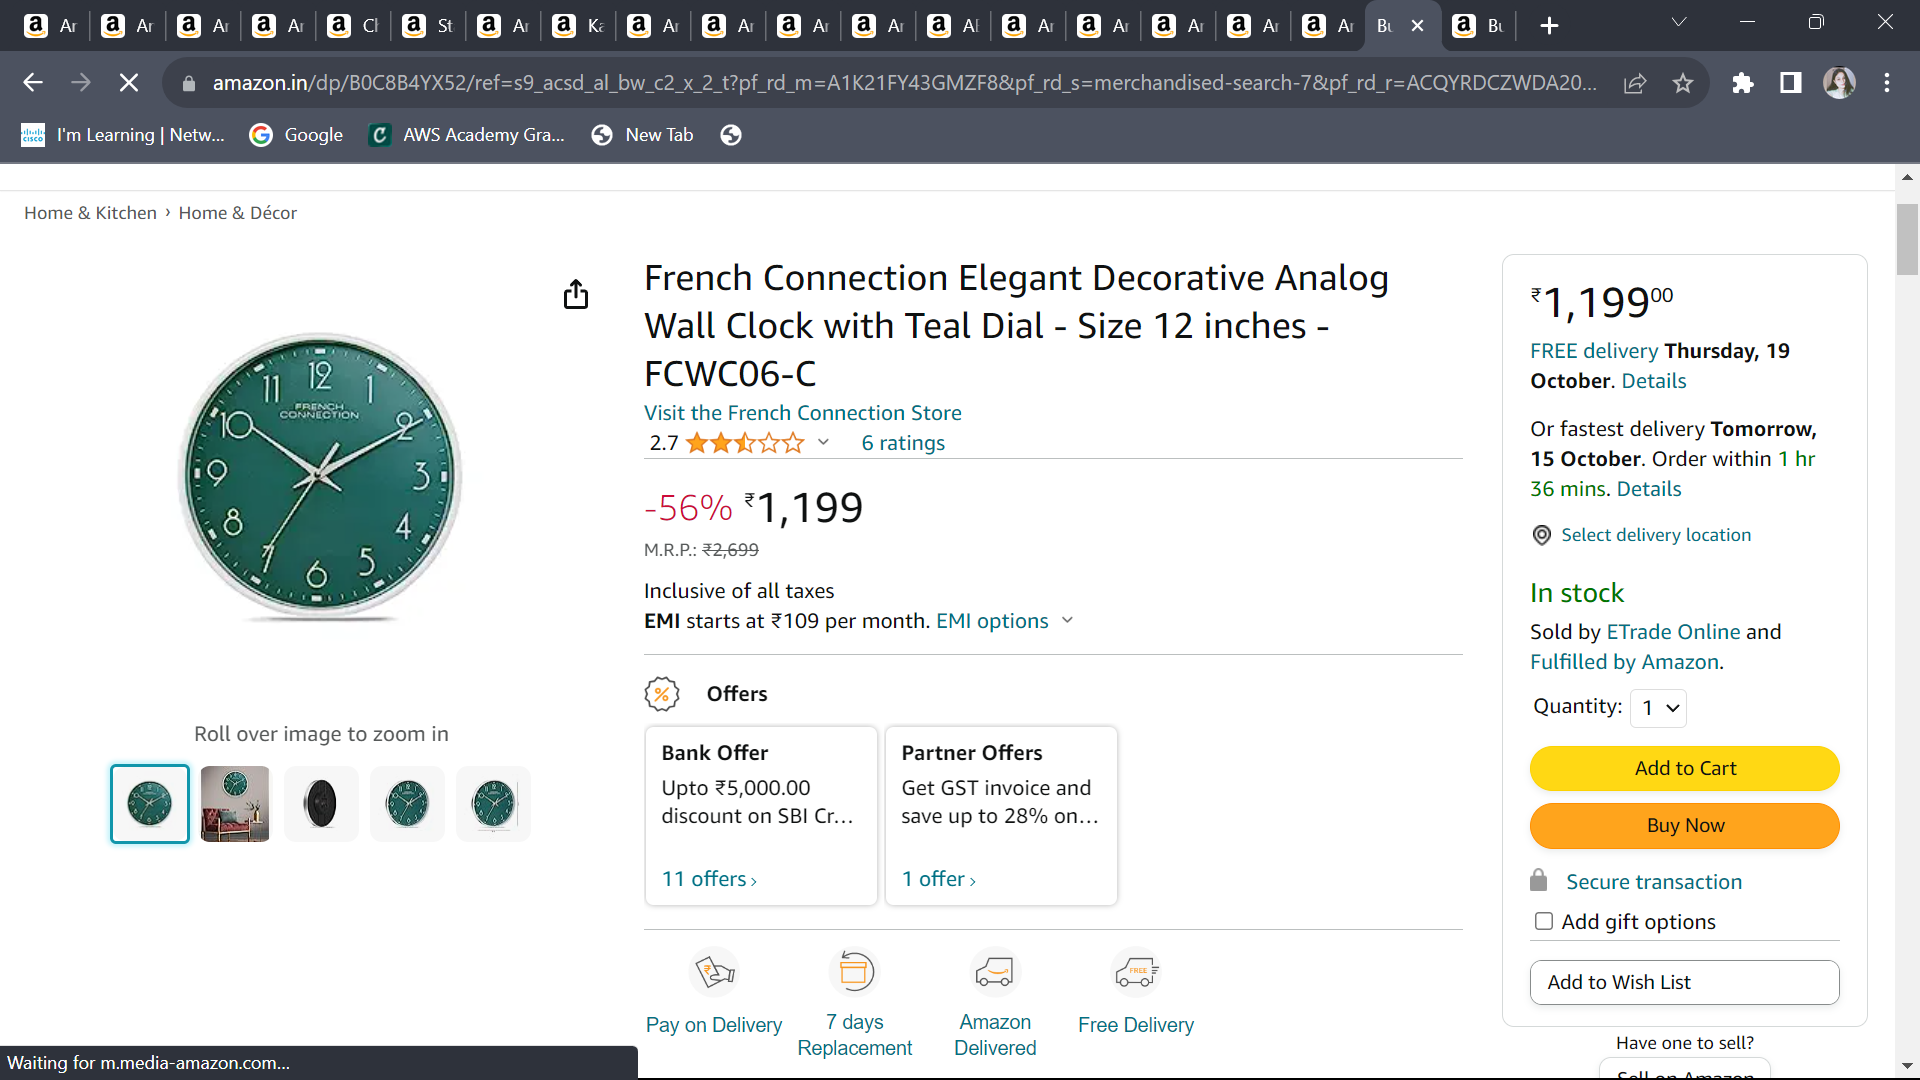 Ar Ar Ar Ar Ch St Ar Ka Ar Ar Ar Ar Al Ar Ar Ar Ar Ar Bu Bu
amazon.in/dp/B0C8B4YX52/ref=s9_acsd_al_bw_c2_x_2_t?pf_rd_m=A1K21FY43GMZF8&pf_rd_s=merchandised-search-7&pf_rd_r=ACQYRDCZWDA20...
I'm Learning | Netw... Google AWS Academy Gra... New Tab
Home & Kitchen › Home & Décor
French Connection Elegant Decorative Analog
Wall Clock with Teal Dial - Size 12 inches -
FCWC06-C
Visit the French Connection Store
2.7 6 ratings
-56% ₹1,199
M.R.P.: ₹2,699
Inclusive of all taxes
EMI starts at ₹109 per month. EMI options
Offers
Bank Offer
Upto ₹5,000.00
discount on SBI Cr...
11 offers ›
Partner Offers
Get GST invoice and
save up to 28% on...
1 offer ›
Pay on Delivery
7 days
Replacement
Amazon
Delivered
FREE
Free Delivery
12 1 2 3 4 5 6 7 8 9 10 11
FRENCH
CONNECTION
Roll over image to zoom in
₹1,19900
FREE delivery Thursday, 19
October. Details
Or fastest delivery Tomorrow,
15 October. Order within 1 hr
36 mins. Details
Select delivery location
In stock
Sold by ETrade Online and
Fulfilled by Amazon.
Quantity: 1
Add to Cart
Buy Now
Secure transaction
Add gift options
Add to Wish List
Have one to sell?
Sell on Amazon
Waiting for m.media-amazon.com...